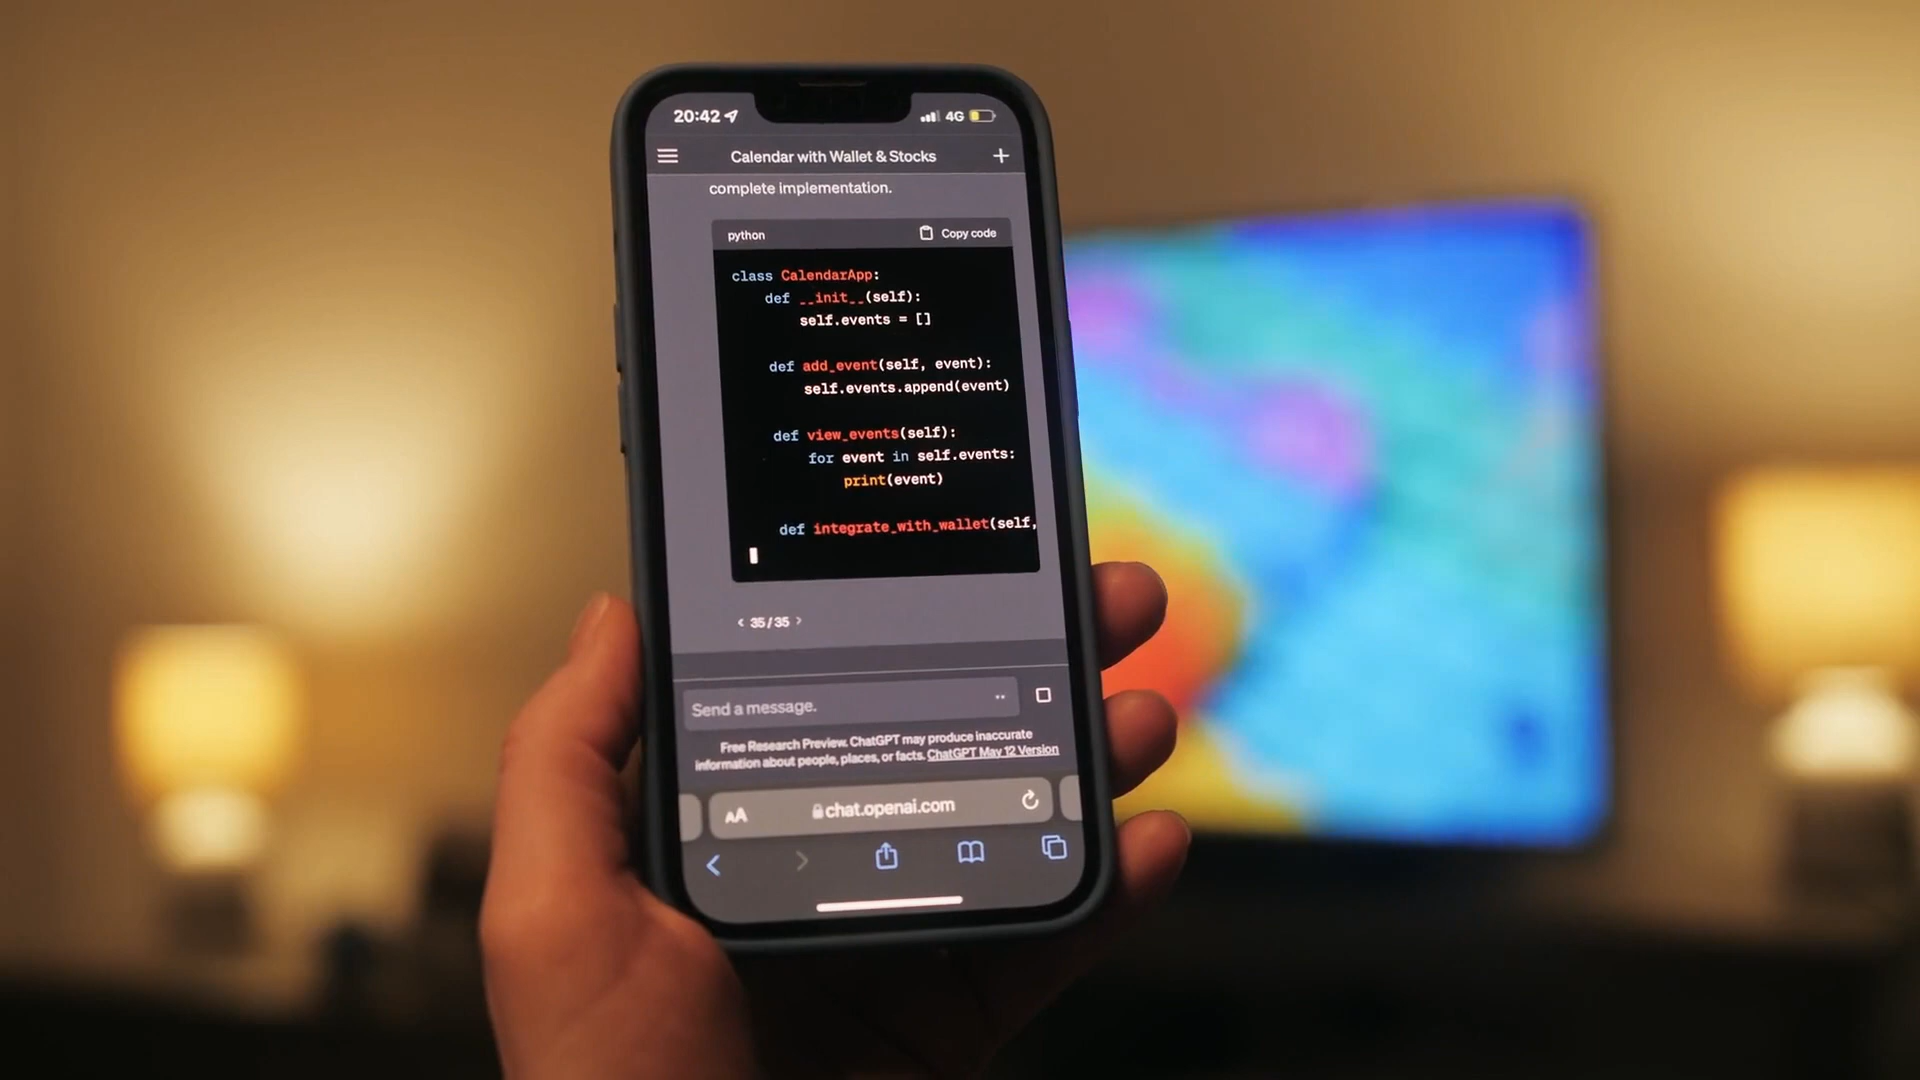 20:42 4G
Calendar with Wallet & Stocks
complete implementation.
python Copy code
class CalendarApp:
def __init__(self):
self.events = []
def add_event(self, event):
self.events.append(event)
def view_events(self):
for event in self.events:
print(event)
def integrate_with_wallet(self,
< 35 / 35 >
Send a message.
Free Research Preview. ChatGPT may produce inaccurate
information about people, places, or facts. ChatGPT May 12 Version
AA chat.openai.com